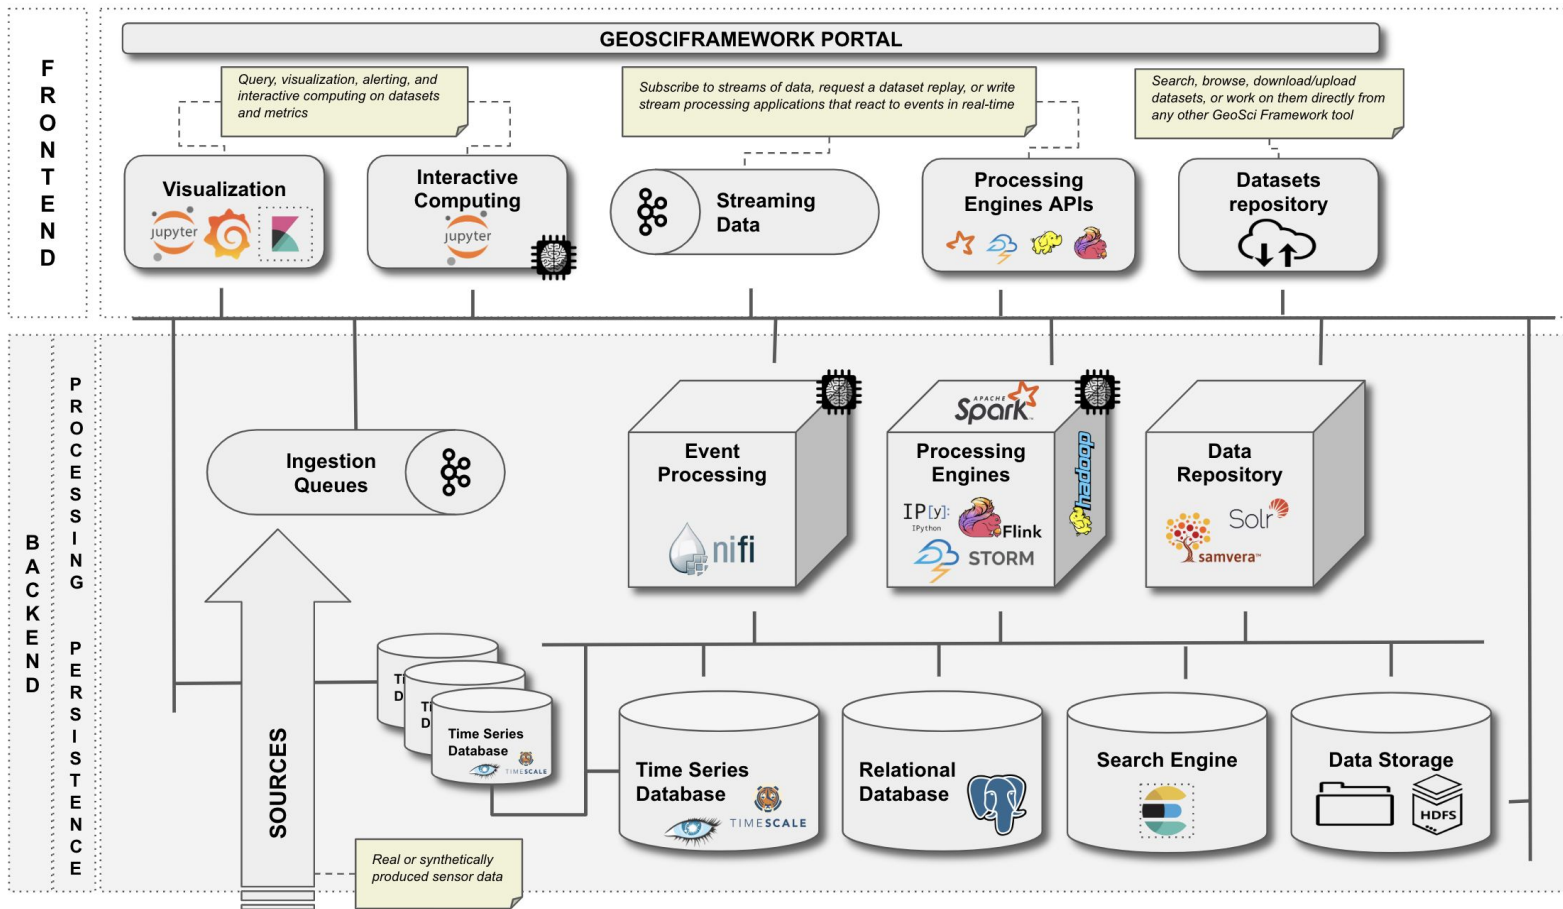 GEOSCIFRAMEWORK PORTAL
FRONTEND
Query, visualization, alerting, and
interactive computing on datasets
and metrics
Subscribe to streams of data, request a dataset replay, or write
stream processing applications that react to events in real-time
Search, browse, download/upload
datasets, or work on them directly from
any other GeoSci Framework tool
Visualization
jupyter
Interactive
Computing
jupyter
Streaming
Data
Processing
Engines APIs
Datasets
repository
BACKEND
PROCESSING
PERSISTENCE
Ingestion
Queues
Event
Processing
nifi
APACHE
Spark™
Processing
Engines
IP[y]:
IPython
Flink
STORM
hadoop
Data
Repository
Solr
samvera™
SOURCES
Ti
D
Ti
D
Time Series
Database
TIMESCALE
Time Series
Database
TIMESCALE
Relational
Database
Search Engine
Data Storage
HDFS
Real or synthetically
produced sensor data